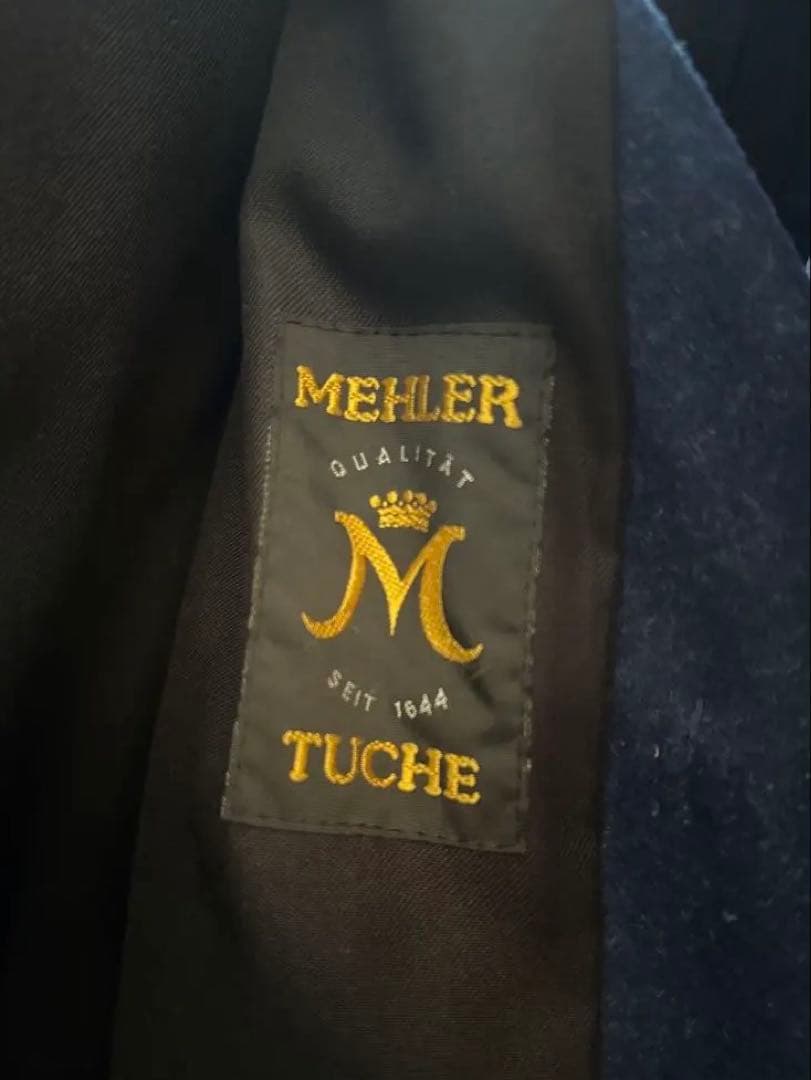 MEHLER
QUALITÄT
M
SEIT 1644
TUCHE